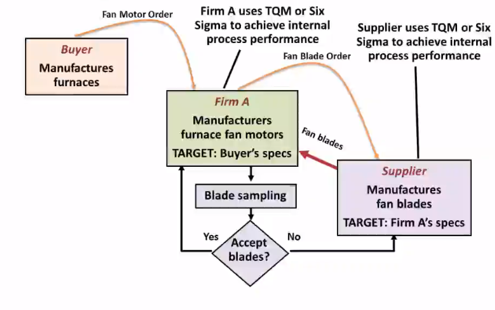 Fan Motor Order
Firm A uses TQM or Six
Sigma to achieve internal
process performance
Supplier uses TQM or Six
Sigma to achieve internal
process performance
Buyer
Manufactures
furnaces
Fan Blade Order
Firm A
Manufacturers
furnace fan motors
TARGET: Buyer's specs
Fan blades
Supplier
Manufactures
fan blades
TARGET: Firm A's specs
Blade sampling
Yes
Accept
blades?
No